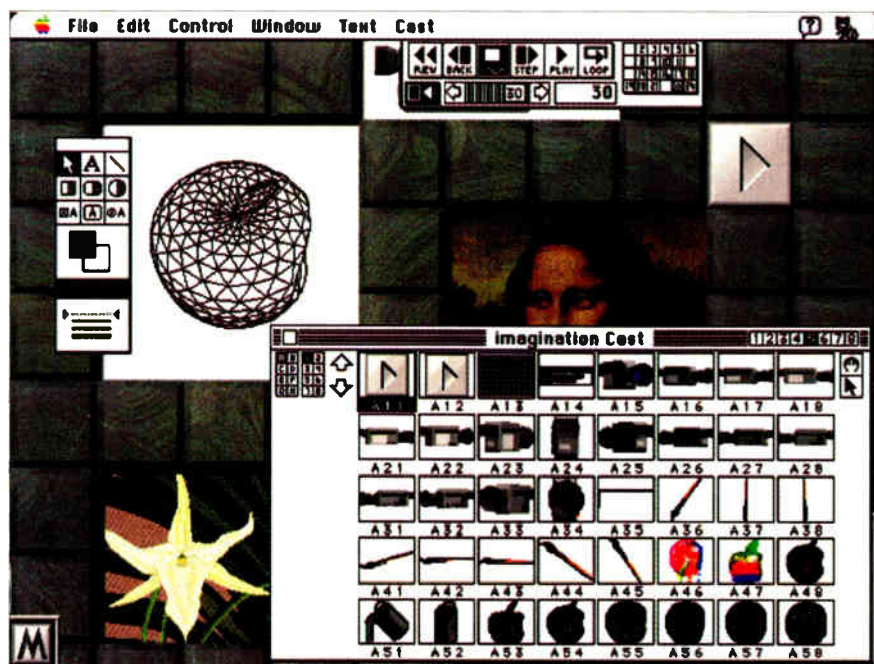 File Edit Control Window Text Cast
REW BACK STEP PLAY LOOP
30 30
A
A A A
imagination Cast
A11 A12 A13 A14 A15 A16 A17 A18
A21 A22 A23 A24 A25 A26 A27 A28
A31 A32 A33 A34 A35 A36 A37 A38
A41 A42 A43 A44 A45 A46 A47 A48
A51 A52 A53 A54 A55 A56 A57 A58
M